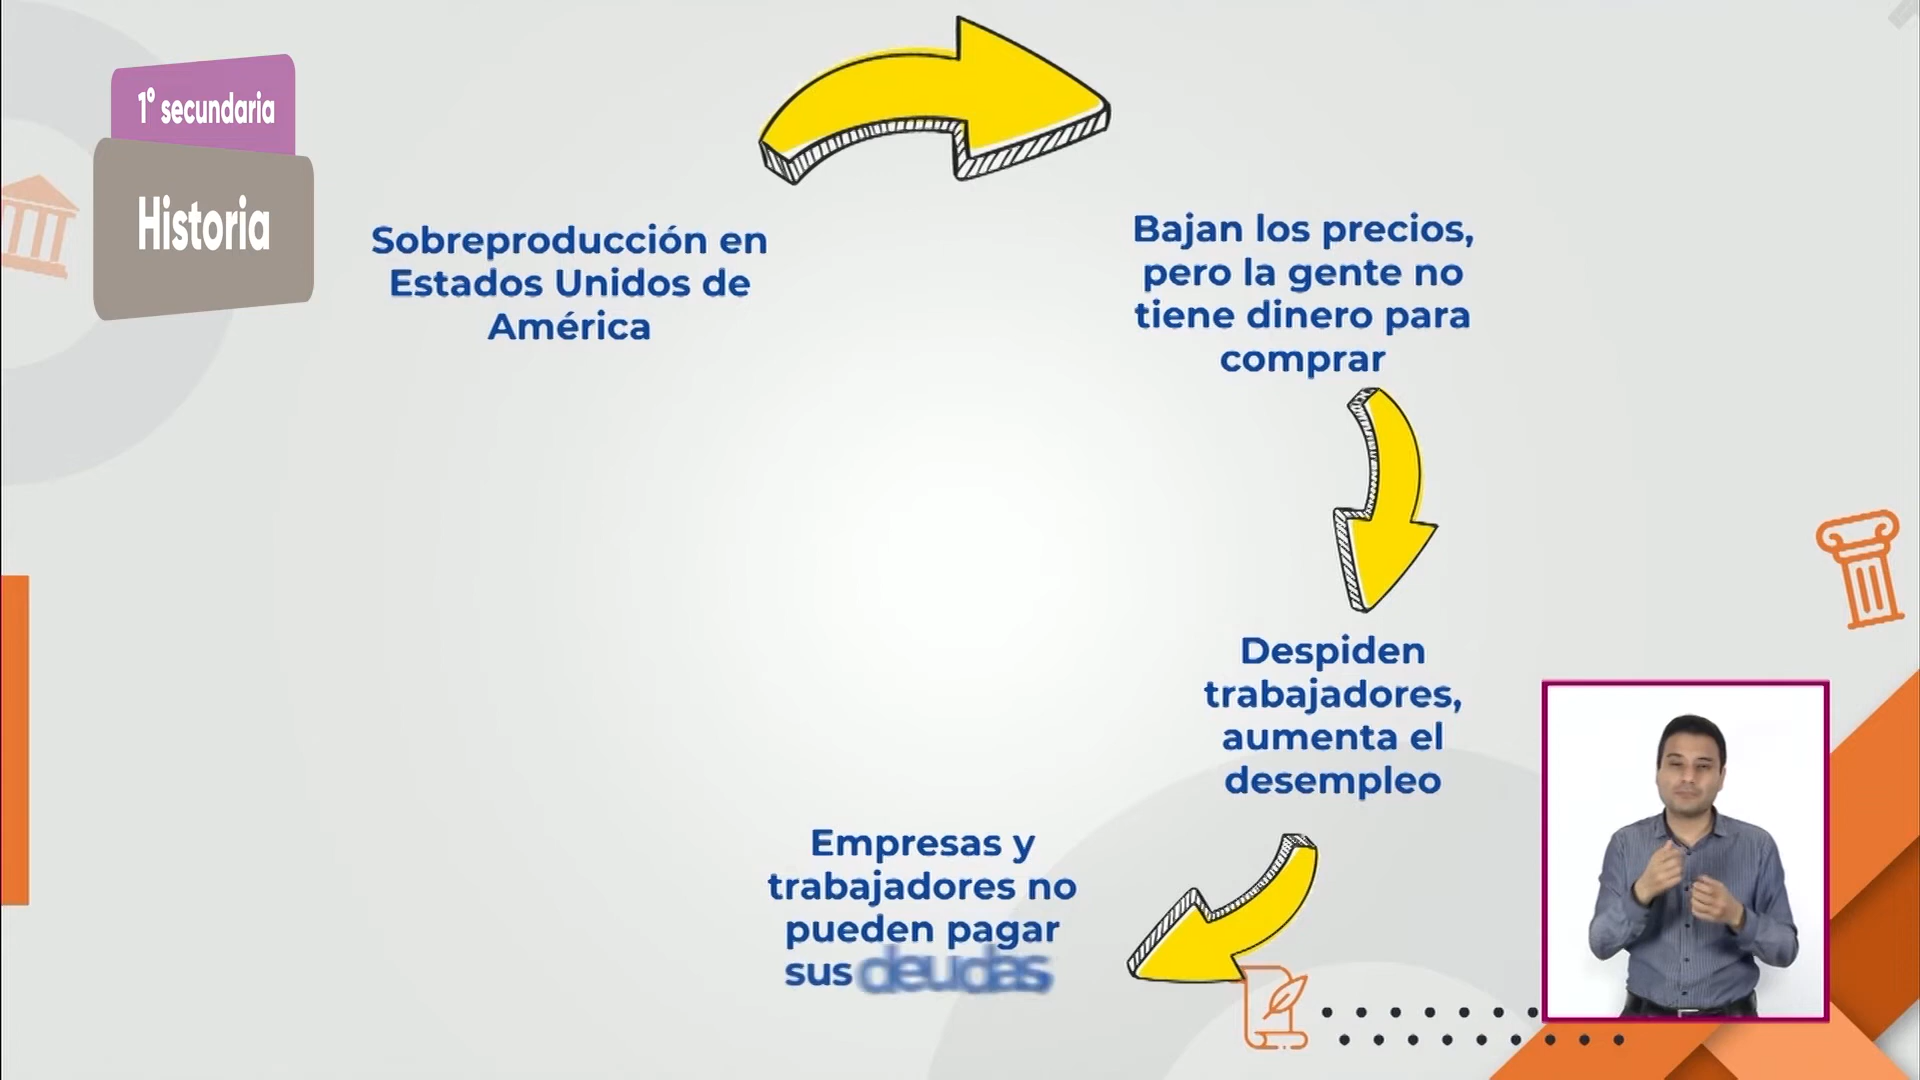 1° secundaria
Historia
Sobreproducción en
Estados Unidos de
América
Bajan los precios,
pero la gente no
tiene dinero para
comprar
Despiden
trabajadores,
aumenta el
desempleo
Empresas y
trabajadores no
pueden pagar
sus deudas